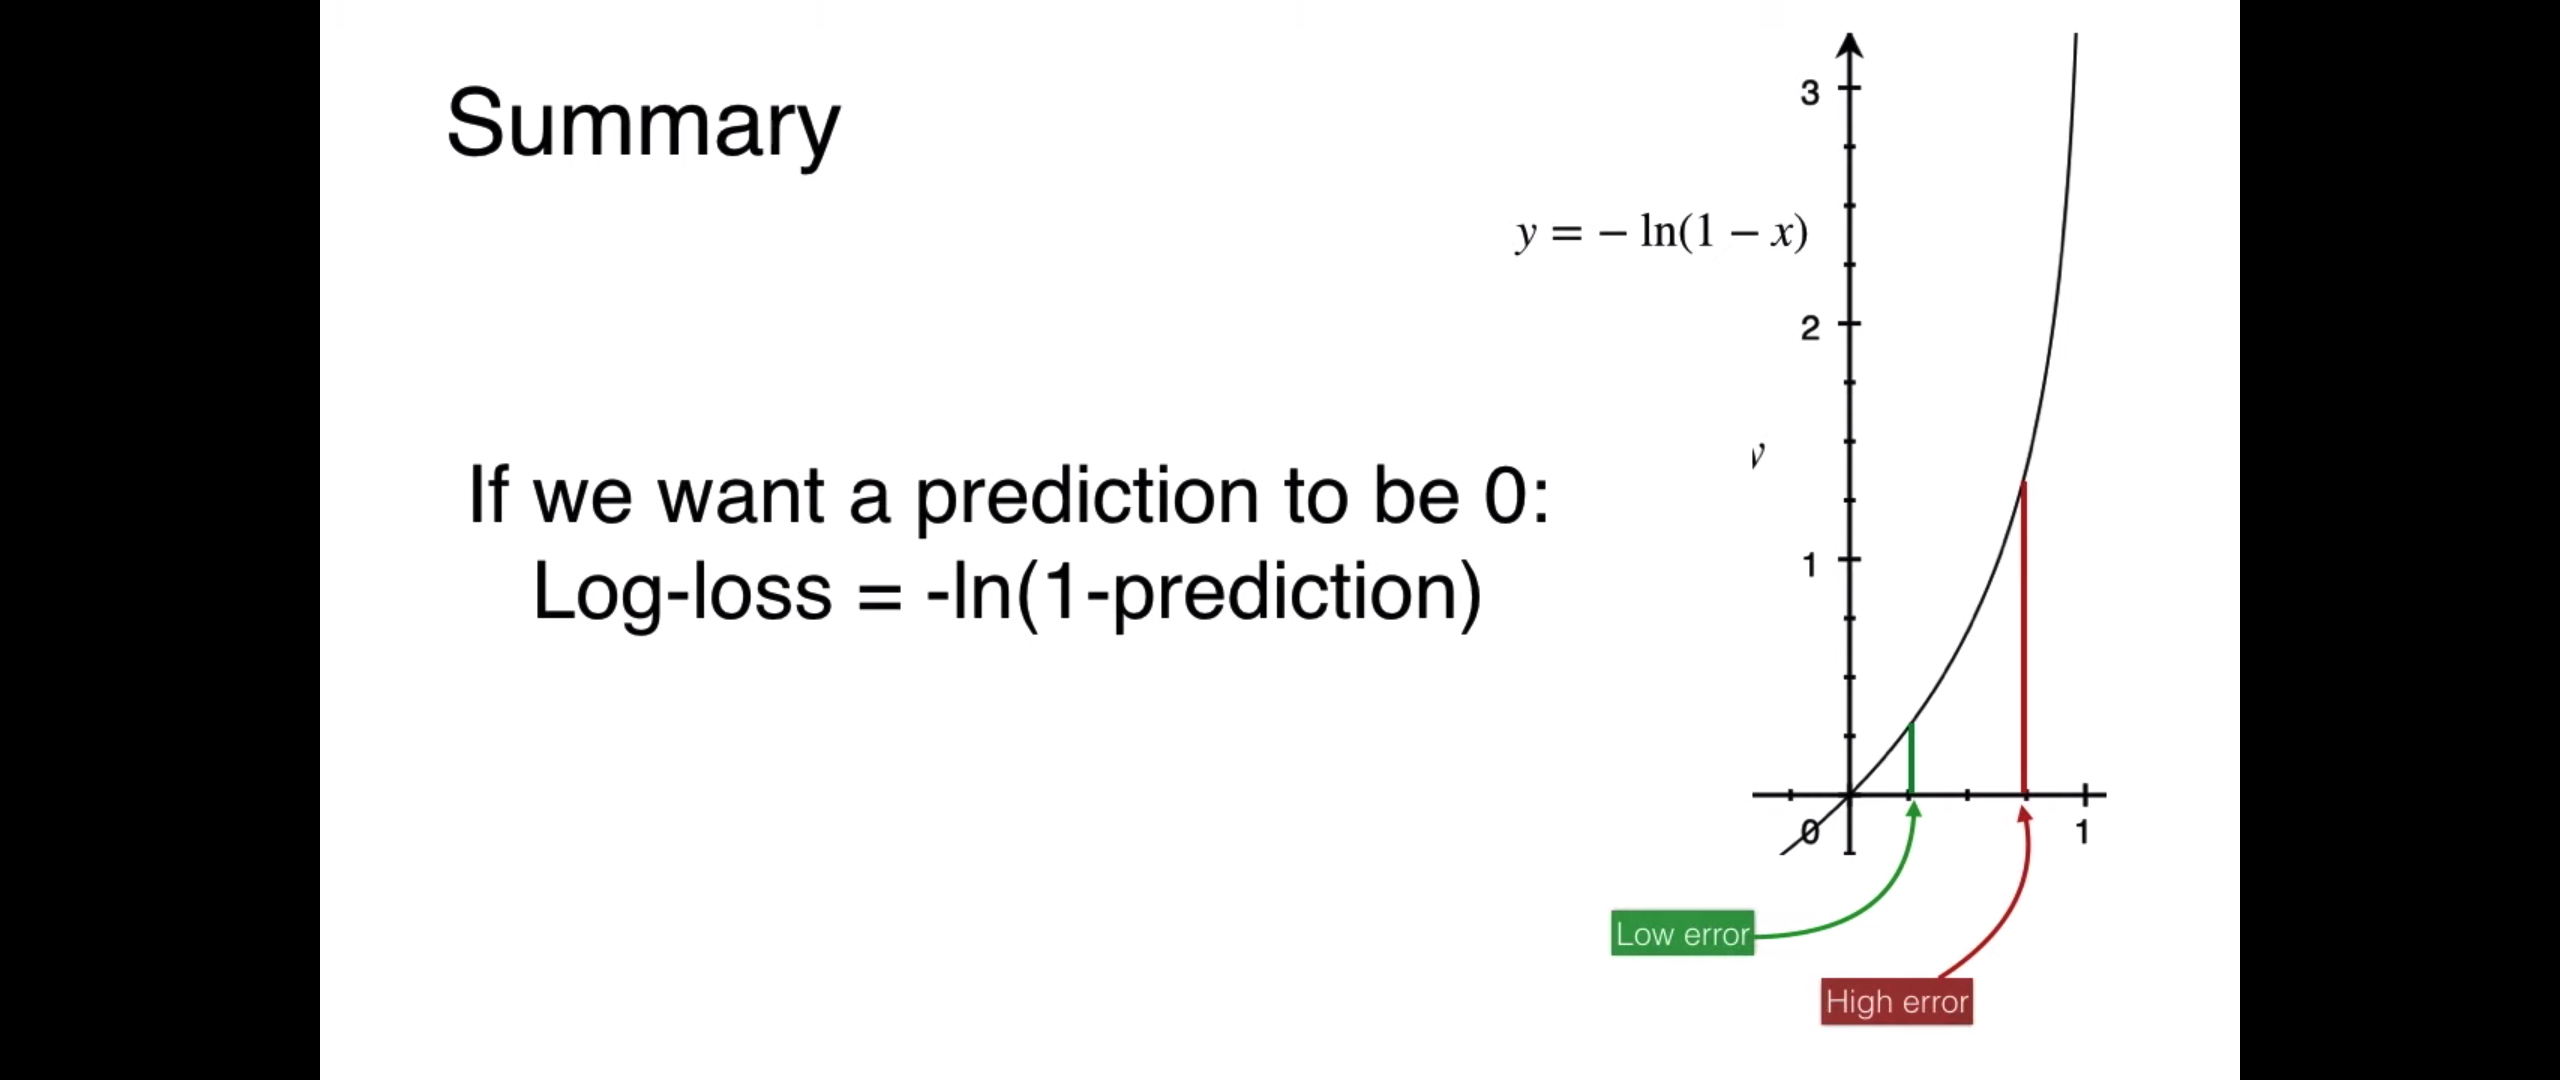 Summary
3
y = − ln(1 − x)
2
If we want a prediction to be 0:
Log-loss = -ln(1-prediction)
1
0
1
Low error
High error